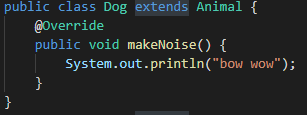 public class Dog extends Animal {
    @Override
    public void makeNoise() {
        System.out.println("bow wow");
    }
}